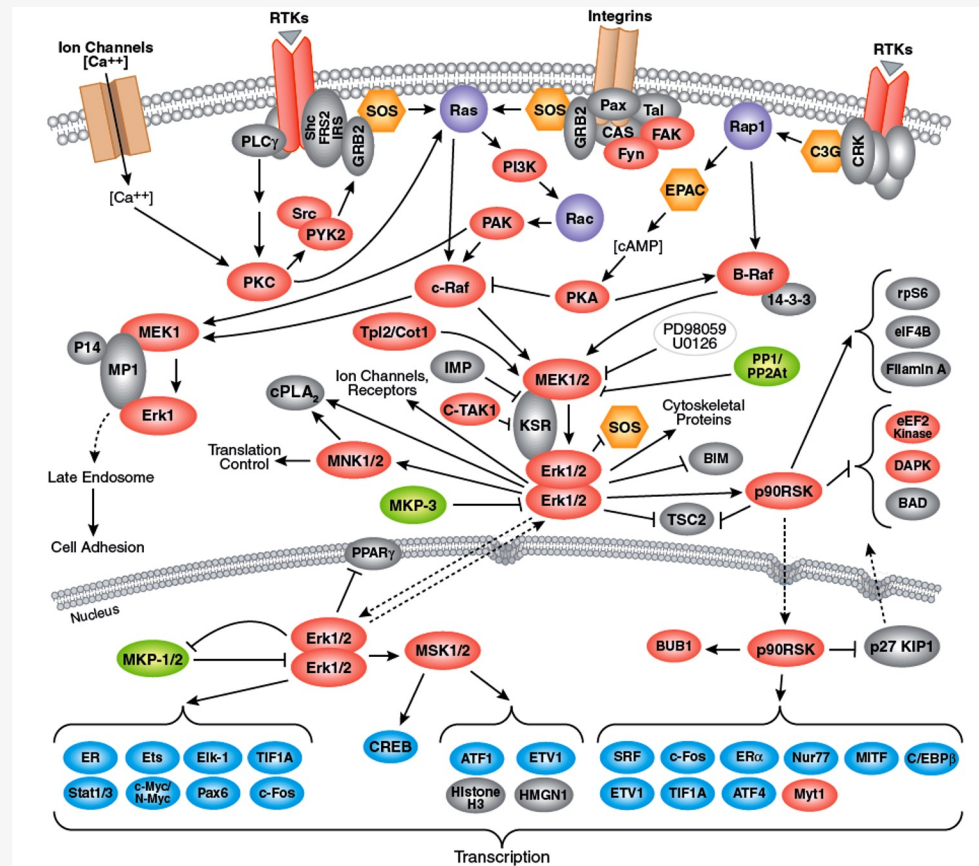 RTKs
Integrins
RTKs
Ion Channels
[Ca++]
SOS
Ras
SOS
Pax
Tal
Rap1
PLCγ
Shc
FRS2
IRS
GRB2
GRB2
CAS
FAK
Fyn
C3G
CRK
PI3K
EPAC
[Ca++]
Src
PYK2
PAK
Rac
[cAMP]
PKC
c-Raf
PKA
B-Raf
14-3-3
rpS6
eIF4B
Filamin A
P14
MEK1
MP1
Tpl2/Cot1
PD98059
U0126
PP1/
PP2At
IMP
MEK1/2
Ion Channels,
Receptors
cPLA2
C-TAK1
KSR
SOS
Cytoskeletal
Proteins
Erk1
eEF2
Kinase
Translation
Control
MNK1/2
Erk1/2
BIM
DAPK
Late Endosome
MKP-3
Erk1/2
p90RSK
TSC2
BAD
Cell Adhesion
PPARγ
Nucleus
Erk1/2
Erk1/2
MKP-1/2
MSK1/2
BUB1
p90RSK
p27 KIP1
CREB
ER
Ets
Elk-1
TIF1A
ATF1
ETV1
SRF
c-Fos
ERα
Nur77
MITF
C/EBPβ
Stat1/3
c-Myc/
N-Myc
Pax6
c-Fos
Histone
H3
HMGN1
ETV1
TIF1A
ATF4
Myt1
Transcription